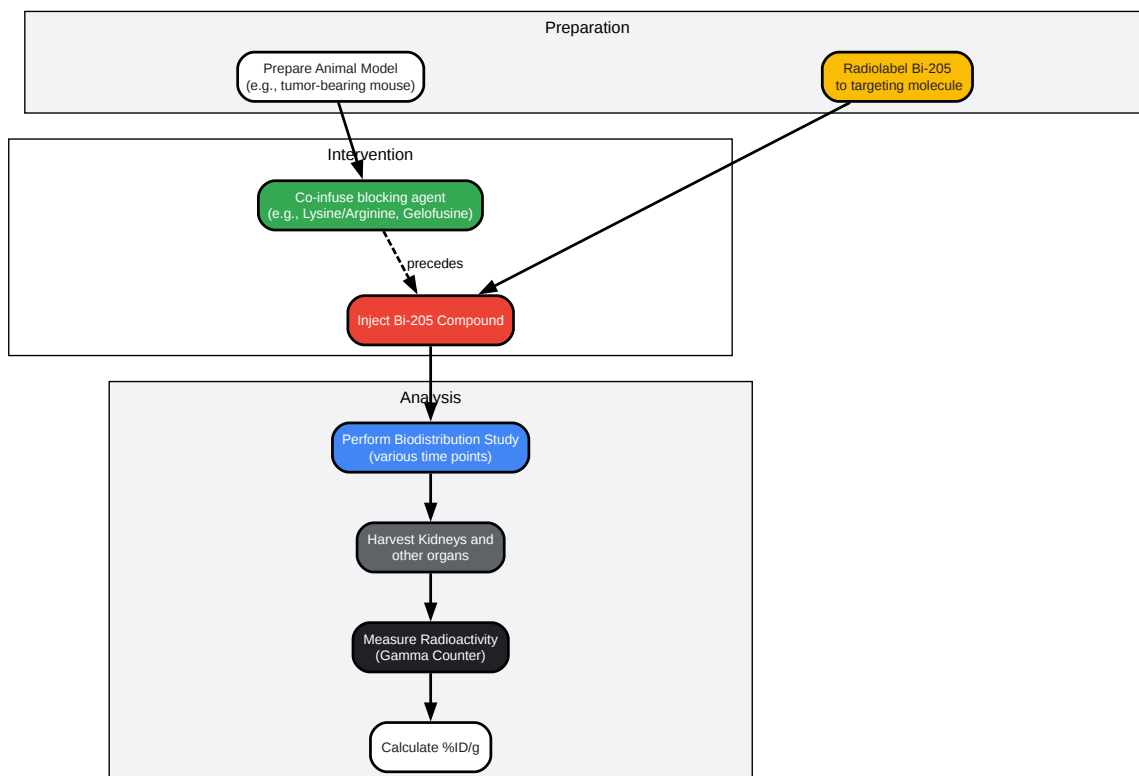 Preparation
Prepare Animal Model
(e.g., tumor-bearing mouse)
Radiolabel Bi-205
to targeting molecule
Intervention
Co-infuse blocking agent
(e.g., Lysine/Arginine, Gelofusine)
precedes
Inject Bi-205 Compound
Analysis
Perform Biodistribution Study
(various time points)
Harvest Kidneys and
other organs
Measure Radioactivity
(Gamma Counter)
Calculate %ID/g